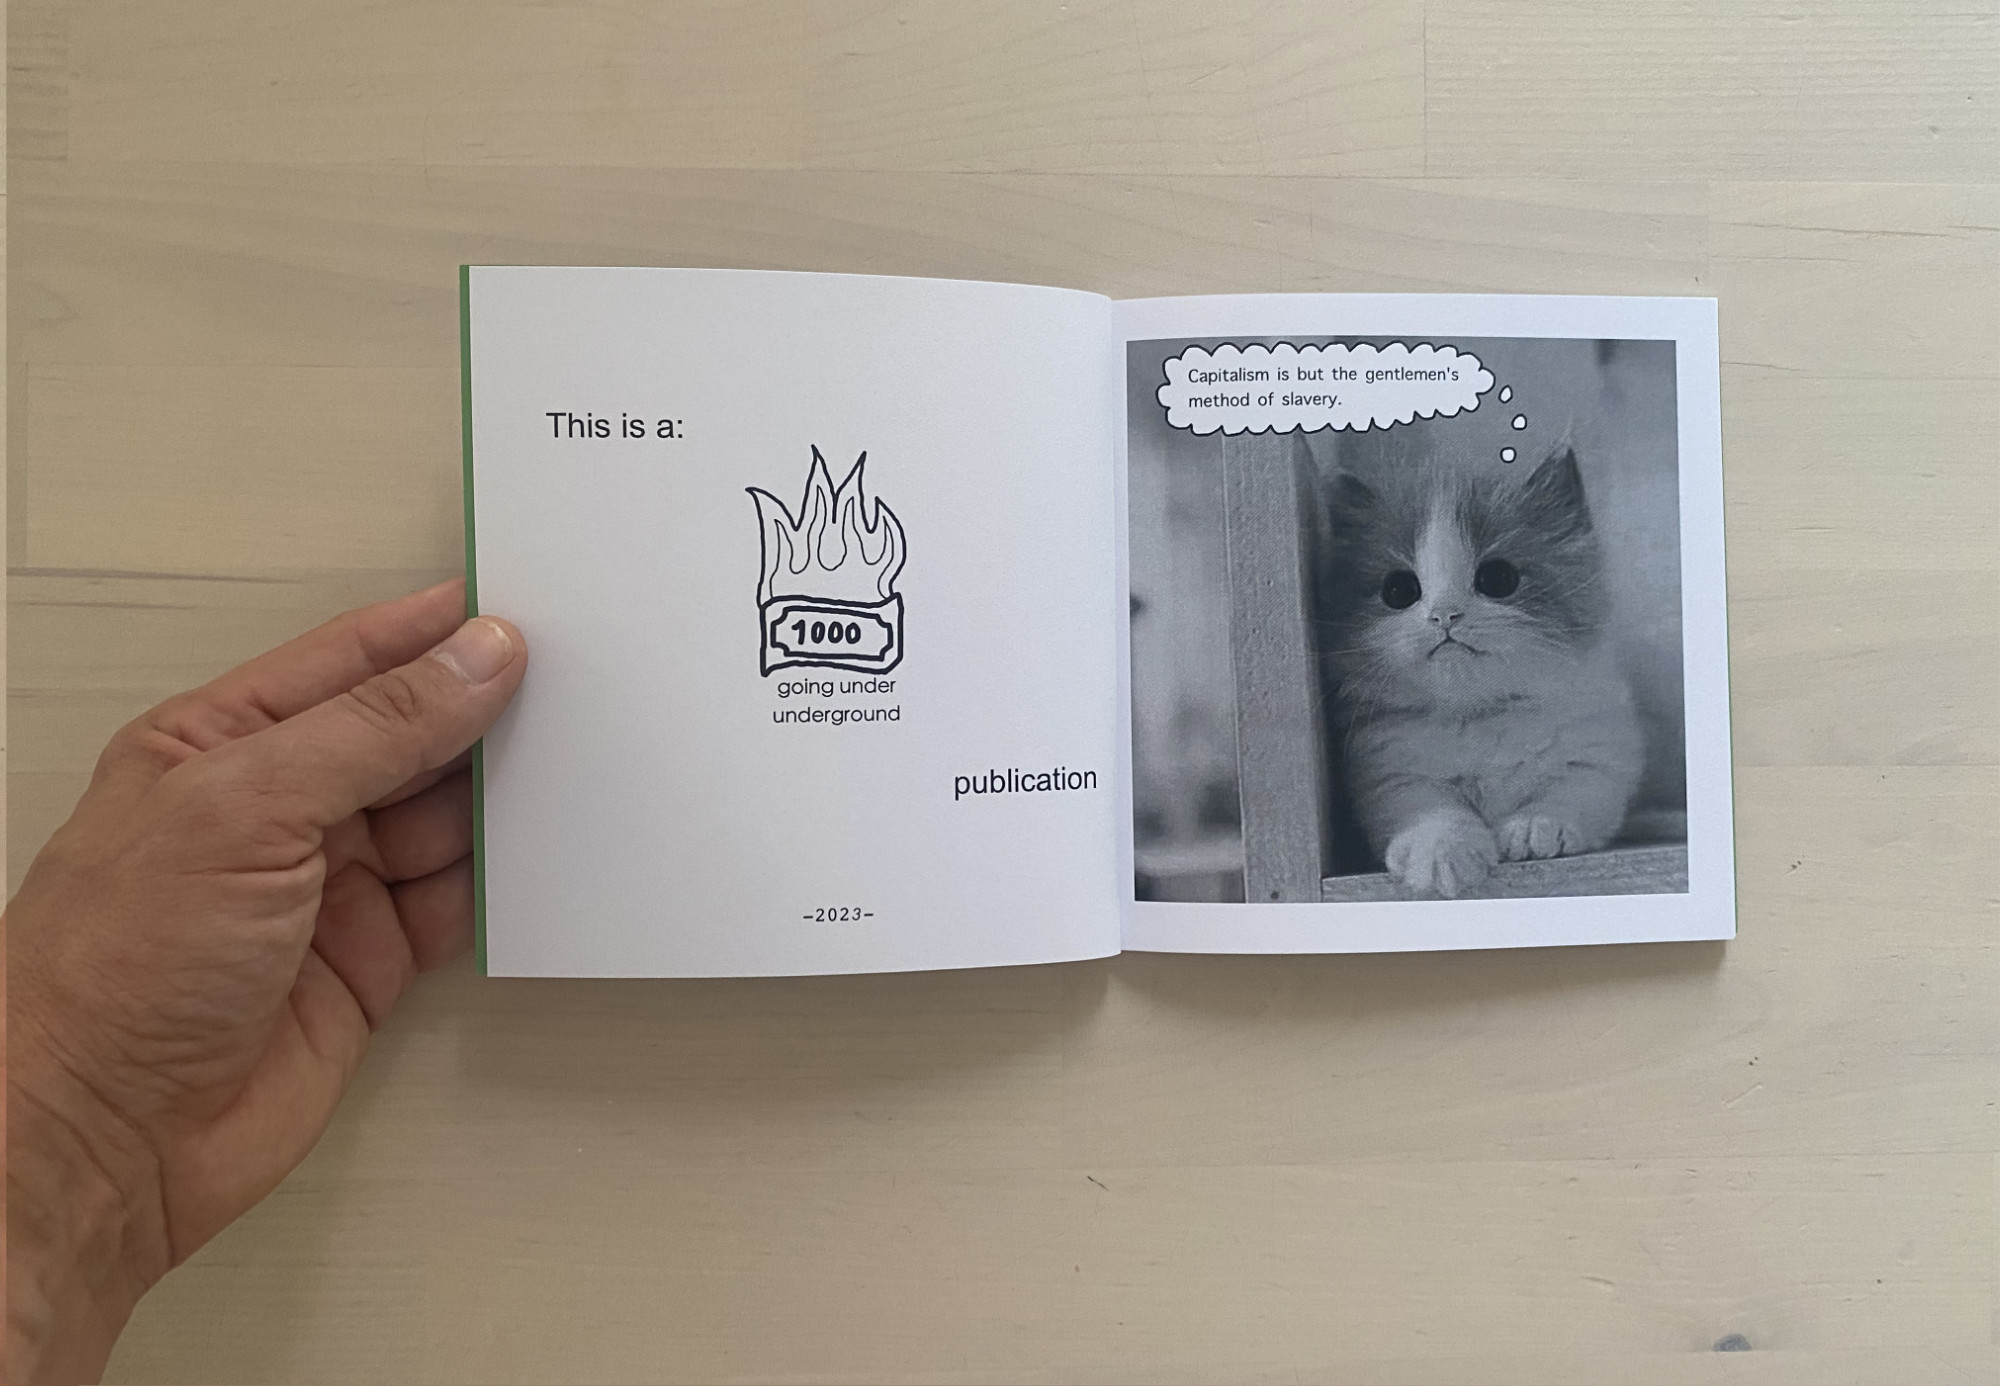 This is a:
1000
going under
underground
publication
–2023–
Capitalism is but the gentlemen's
method of slavery.